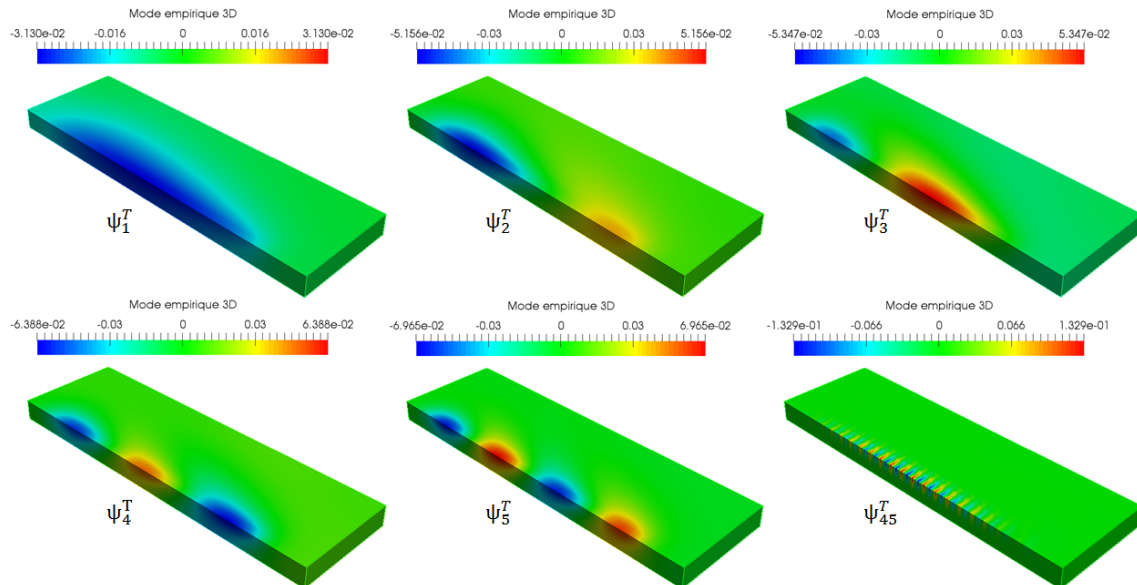 Mode empirique 3D
-3.130e-02 -0.016 0 0.016 3.130e-02
ψ₁ᵀ
Mode empirique 3D
-5.156e-02 -0.03 0 0.03 5.156e-02
ψ₂ᵀ
Mode empirique 3D
-5.347e-02 -0.03 0 0.03 5.347e-02
ψ₃ᵀ
Mode empirique 3D
-6.388e-02 -0.03 0 0.03 6.388e-02
ψ₄ᵀ
Mode empirique 3D
-6.965e-02 -0.03 0 0.03 6.965e-02
ψ₅ᵀ
Mode empirique 3D
-1.329e-01 -0.066 0 0.066 1.329e-01
ψ₄₅ᵀ